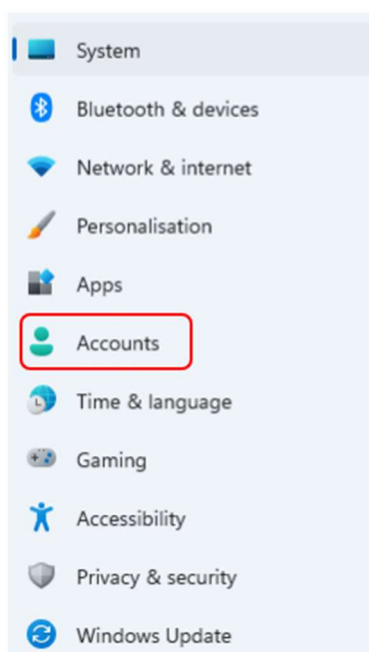 System
Bluetooth & devices
Network & internet
Personalisation
Apps
Accounts
Time & language
Gaming
Accessibility
Privacy & security
Windows Update